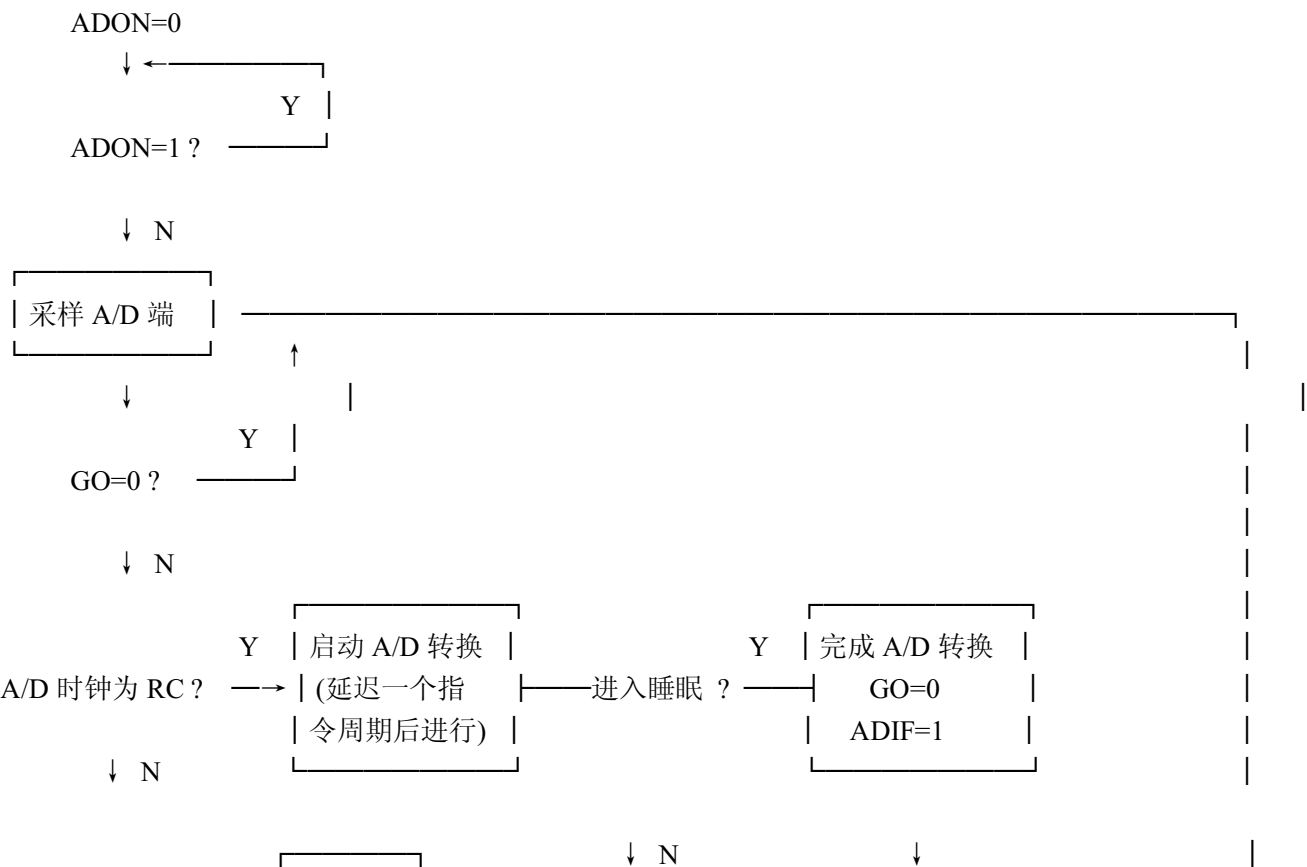 ADON=0
Y
ADON=1?
N
采样 A/D 端
Y
GO=0?
N
Y 启动 A/D 转换 Y 完成 A/D 转换
A/D 时钟为 RC? (延迟一个指 进入睡眠 ? GO=0
令周期后进行) ADIF=1
N
N